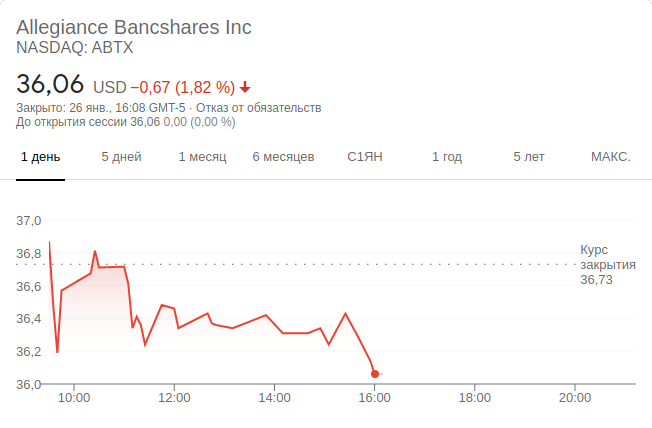 Allegiance Bancshares Inc
NASDAQ: ABTX
36,06 USD −0,67 (1,82 %)
Закрыто: 26 янв., 16:08 GMT-5 · Отказ от обязательств
До открытия сессии 36,06 0,00 (0,00 %)
1 день 5 дней 1 месяц 6 месяцев С1ЯН 1 год 5 лет МАКС.
37,0
36,8
36,6
36,4
36,2
36,0
Курс
закрытия
36,73
10:00 12:00 14:00 16:00 18:00 20:00